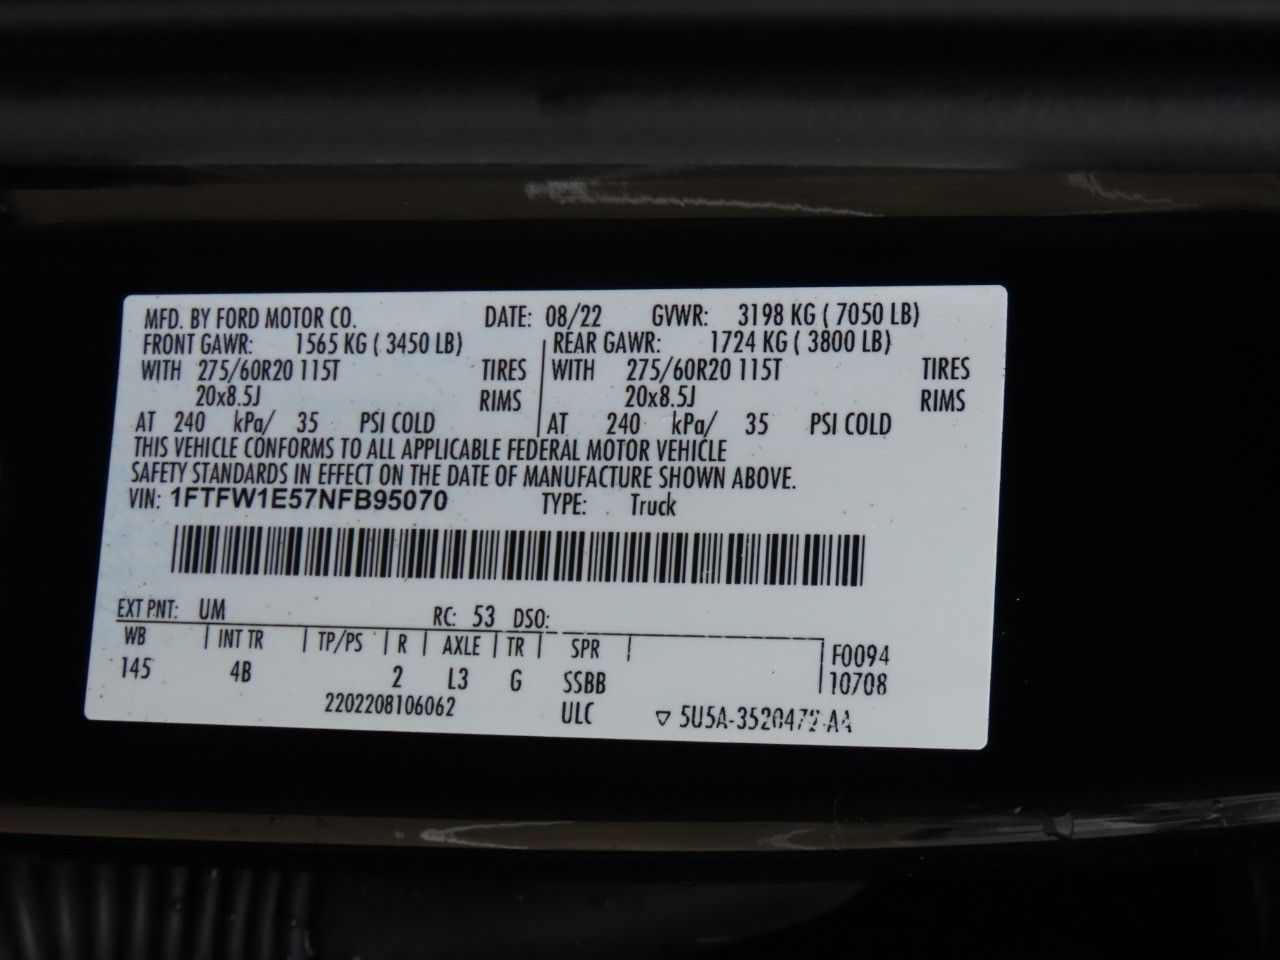 MFD. BY FORD MOTOR CO. DATE: 08/22 GVWR: 3198 KG ( 7050 LB)
FRONT GAWR: 1565 KG ( 3450 LB) REAR GAWR: 1724 KG ( 3800 LB)
WITH 275/60R20 115T TIRES WITH 275/60R20 115T TIRES
20x8.5J RIMS 20x8.5J RIMS
AT 240 kPa/ 35 PSI COLD AT 240 kPa/ 35 PSI COLD
THIS VEHICLE CONFORMS TO ALL APPLICABLE FEDERAL MOTOR VEHICLE
SAFETY STANDARDS IN EFFECT ON THE DATE OF MANUFACTURE SHOWN ABOVE.
VIN: 1FTFW1E57NFB95070 TYPE: Truck
EXT PNT: UM RC: 53 DSO:
WB INT TR TP/PS R AXLE TR SPR F0094
145 4B 2 L3 G SSBB 10708
2202208106062 ULC ▽ 5U5A-3520472-AA